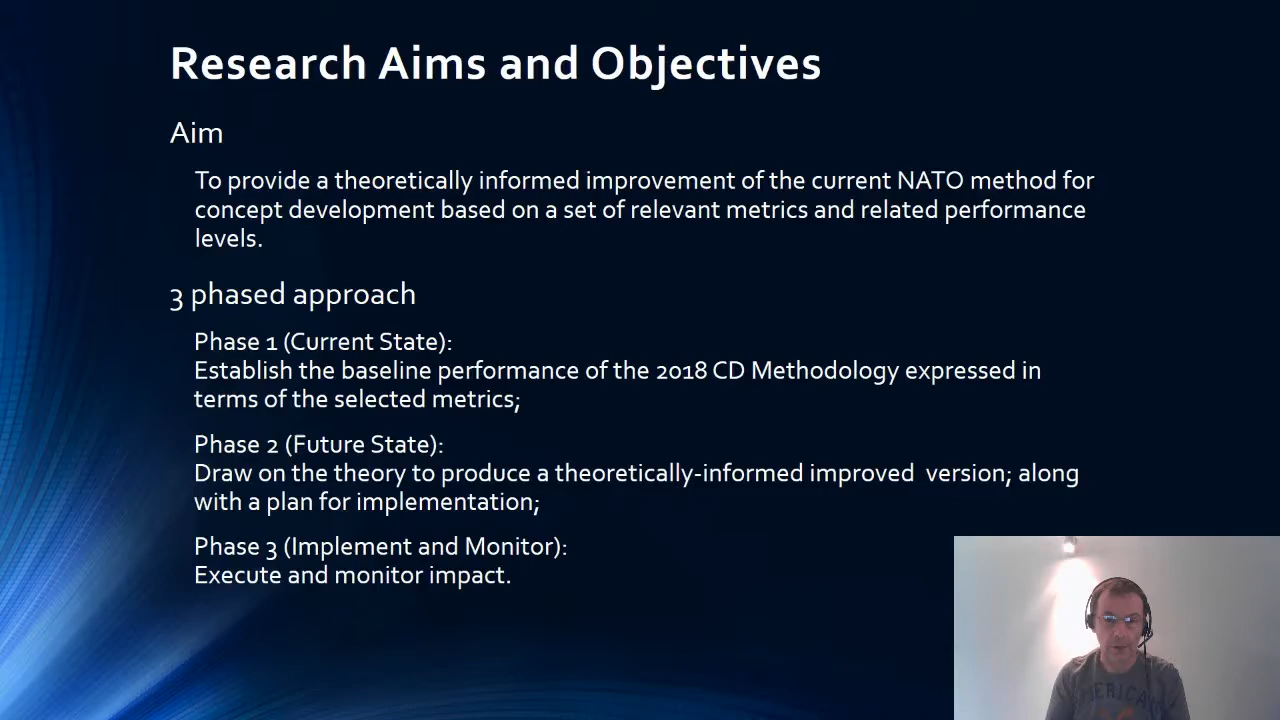 Research Aims and Objectives
Aim
To provide a theoretically informed improvement of the current NATO method for
concept development based on a set of relevant metrics and related performance
levels.
3 phased approach
Phase 1 (Current State):
Establish the baseline performance of the 2018 CD Methodology expressed in
terms of the selected metrics;
Phase 2 (Future State):
Draw on the theory to produce a theoretically-informed improved  version; along
with a plan for implementation;
Phase 3 (Implement and Monitor):
Execute and monitor impact.